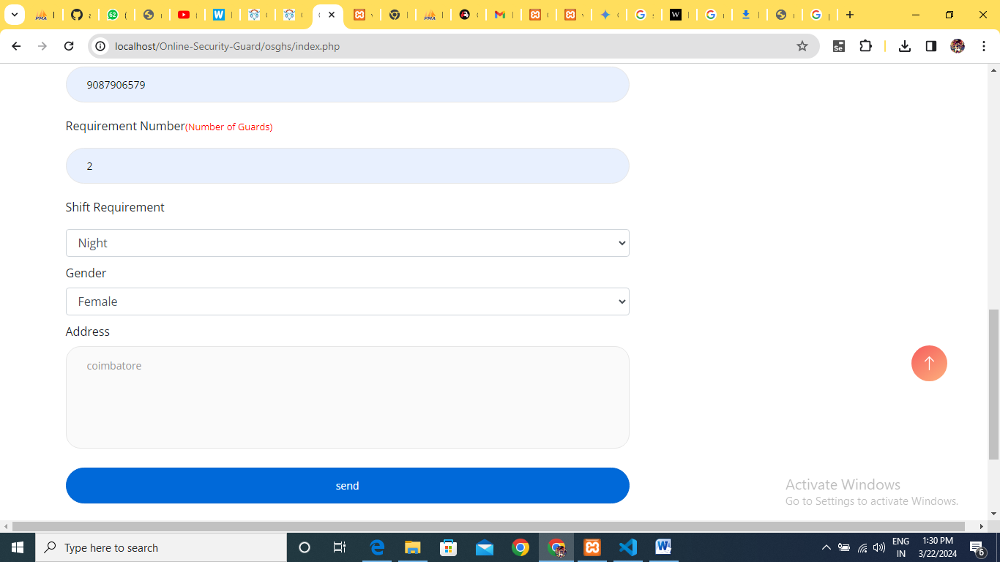 localhost/Online-Security-Guard/osghs/index.php
9087906579
Requirement Number(Number of Guards)
2
Shift Requirement
Night
Gender
Female
Address
coimbatore
send
Activate Windows
Go to Settings to activate Windows.
Type here to search
ENG
IN
1:30 PM
3/22/2024
6